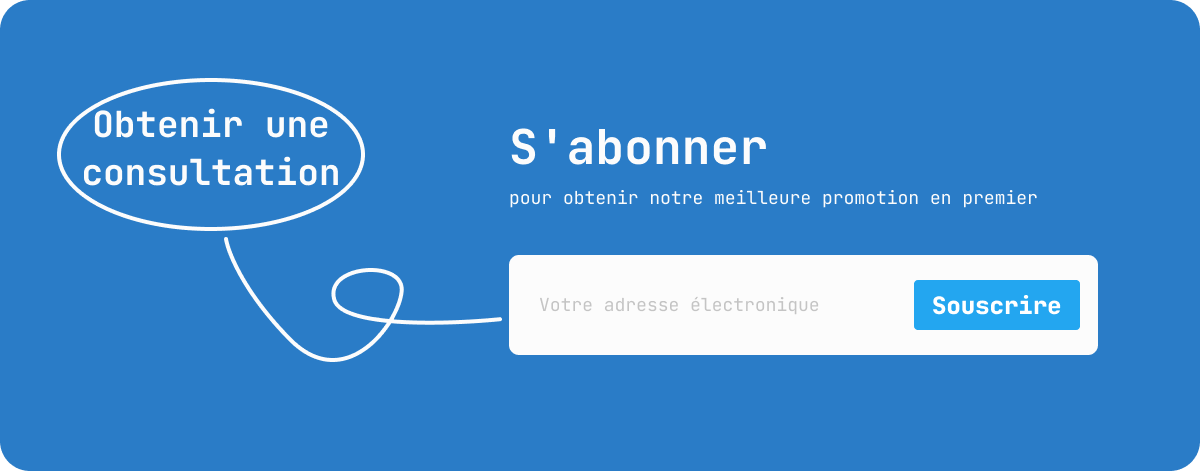 Obtenir une
consultation
S'abonner
pour obtenir notre meilleure promotion en premier
Votre adresse électronique
Souscrire